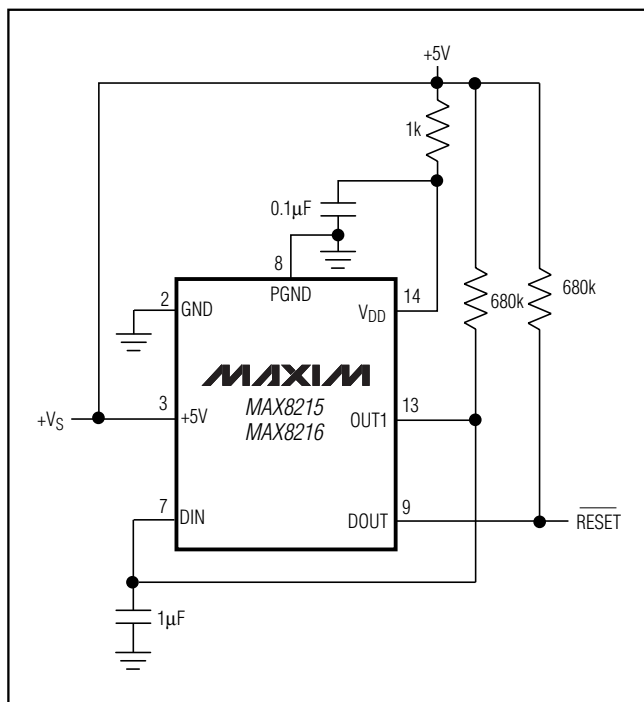 +5V
1k
0.1µF
8
PGND
2
GND
14
VDD
680k
680k
MAXIM
MAX8215
MAX8216
+VS
3
+5V
13
OUT1
7
DIN
9
DOUT
RESET
1µF